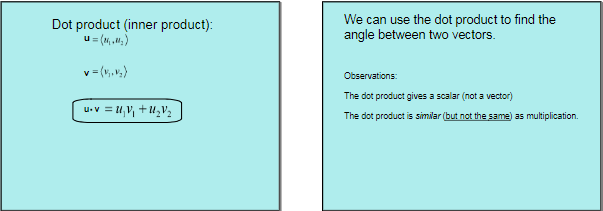 Dot product (inner product):
u = ⟨u₁,u₂⟩
v = ⟨v₁,v₂⟩
u•v = u₁v₁ + u₂v₂
We can use the dot product to find the
angle between two vectors.
Observations:
The dot product gives a scalar (not a vector)
The dot product is similar (but not the same) as multiplication.